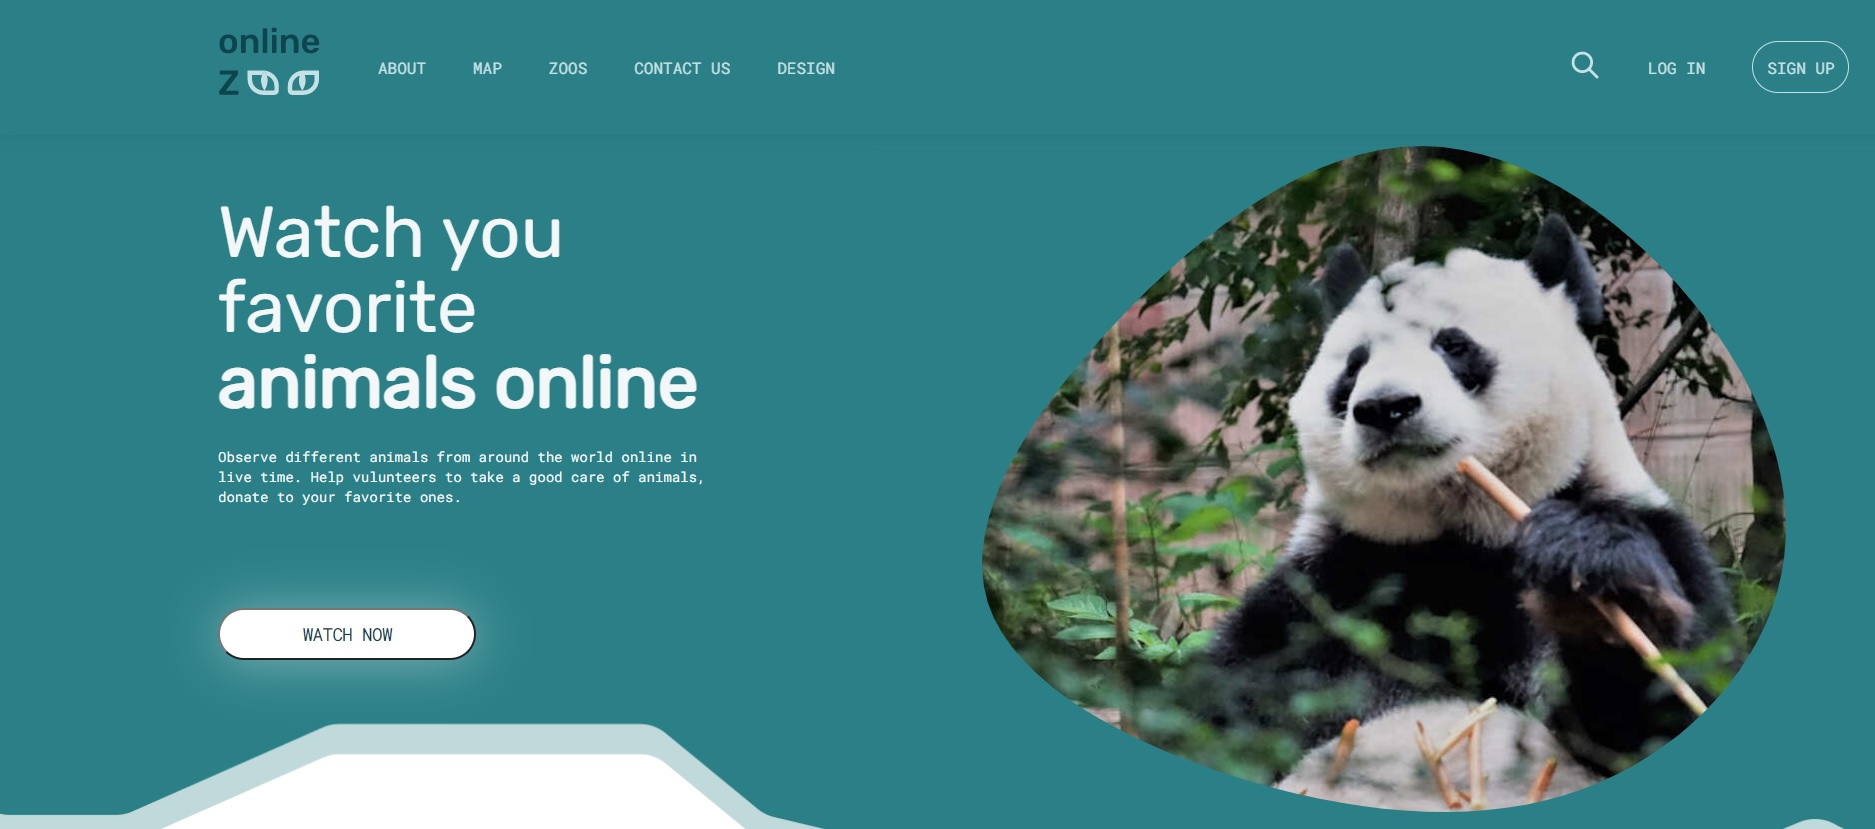 online
zoo
ABOUT MAP ZOOS CONTACT US DESIGN
LOG IN SIGN UP
Watch you
favorite
animals online
Observe different animals from around the world online in
live time. Help vulunteers to take a good care of animals,
donate to your favorite ones.
WATCH NOW